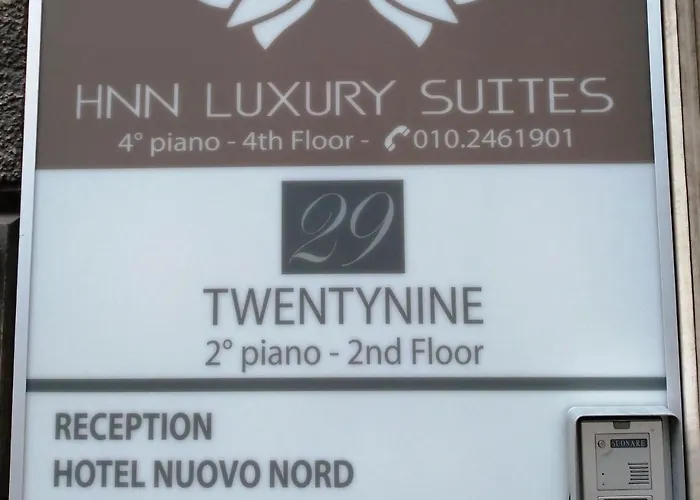 HNN LUXURY SUITES
4° piano - 4th Floor - 010.2461901
29
TWENTYNINE
2° piano - 2nd Floor
RECEPTION
HOTEL NUOVO NORD
SUONARE